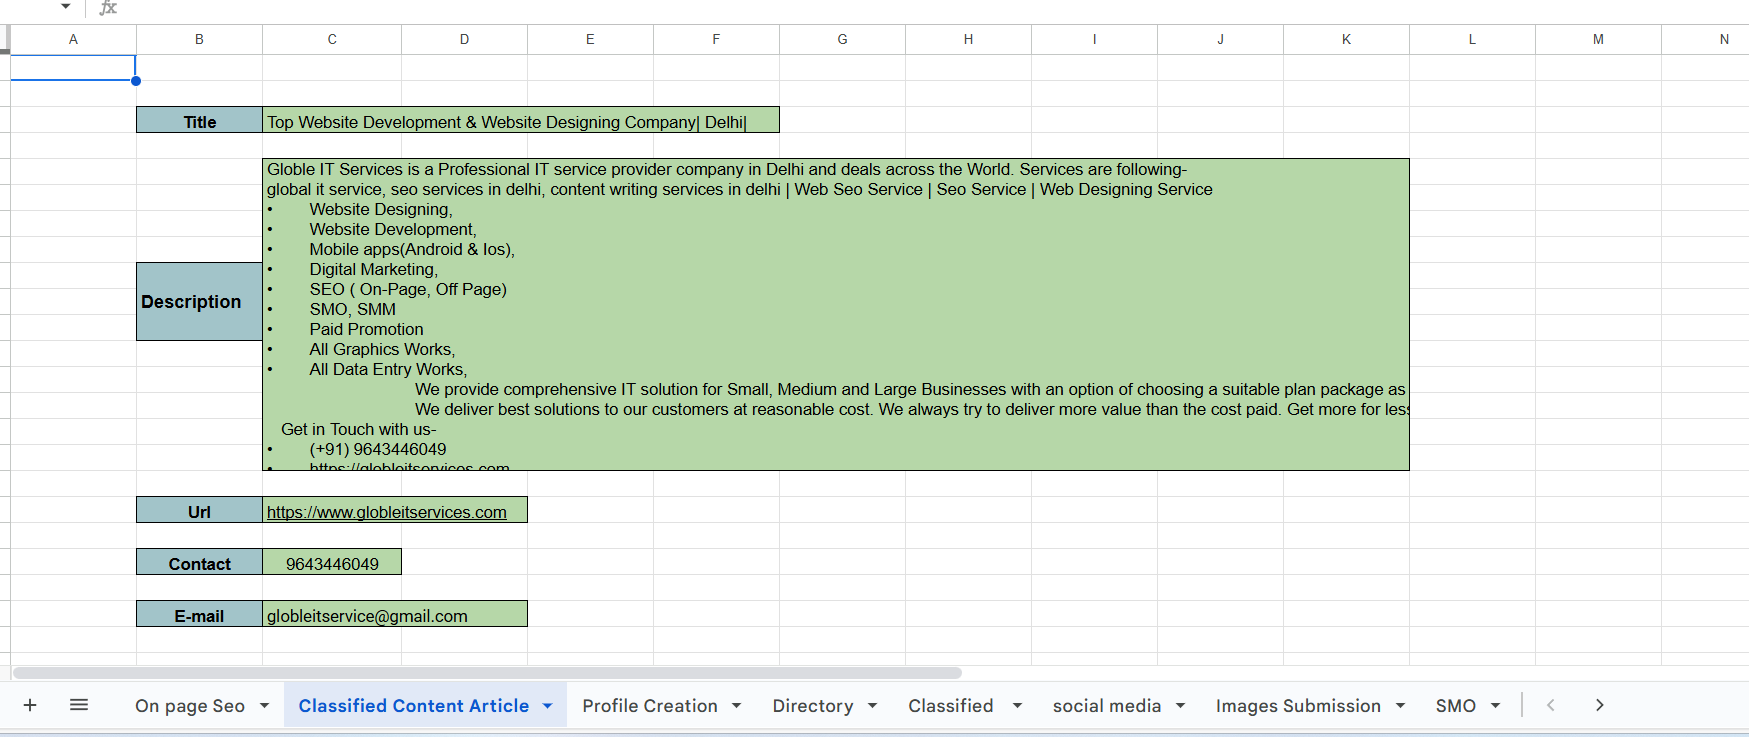 fx
A B C D E F G H I J K L M N
Title Top Website Development & Website Designing Company| Delhi|
Globle IT Services is a Professional IT service provider company in Delhi and deals across the World. Services are following-
global it service, seo services in delhi, content writing services in delhi | Web Seo Service | Seo Service | Web Designing Service
• Website Designing,
• Website Development,
• Mobile apps(Android & Ios),
• Digital Marketing,
• SEO ( On-Page, Off Page)
Description
• SMO, SMM
• Paid Promotion
• All Graphics Works,
• All Data Entry Works,
We provide comprehensive IT solution for Small, Medium and Large Businesses with an option of choosing a suitable plan package as
We deliver best solutions to our customers at reasonable cost. We always try to deliver more value than the cost paid. Get more for less
Get in Touch with us-
• (+91) 9643446049
• https://globleitservices.com
Url https://www.globleitservices.com
Contact 9643446049
E-mail globleitservice@gmail.com
+ On page Seo Classified Content Article Profile Creation Directory Classified social media Images Submission SMO